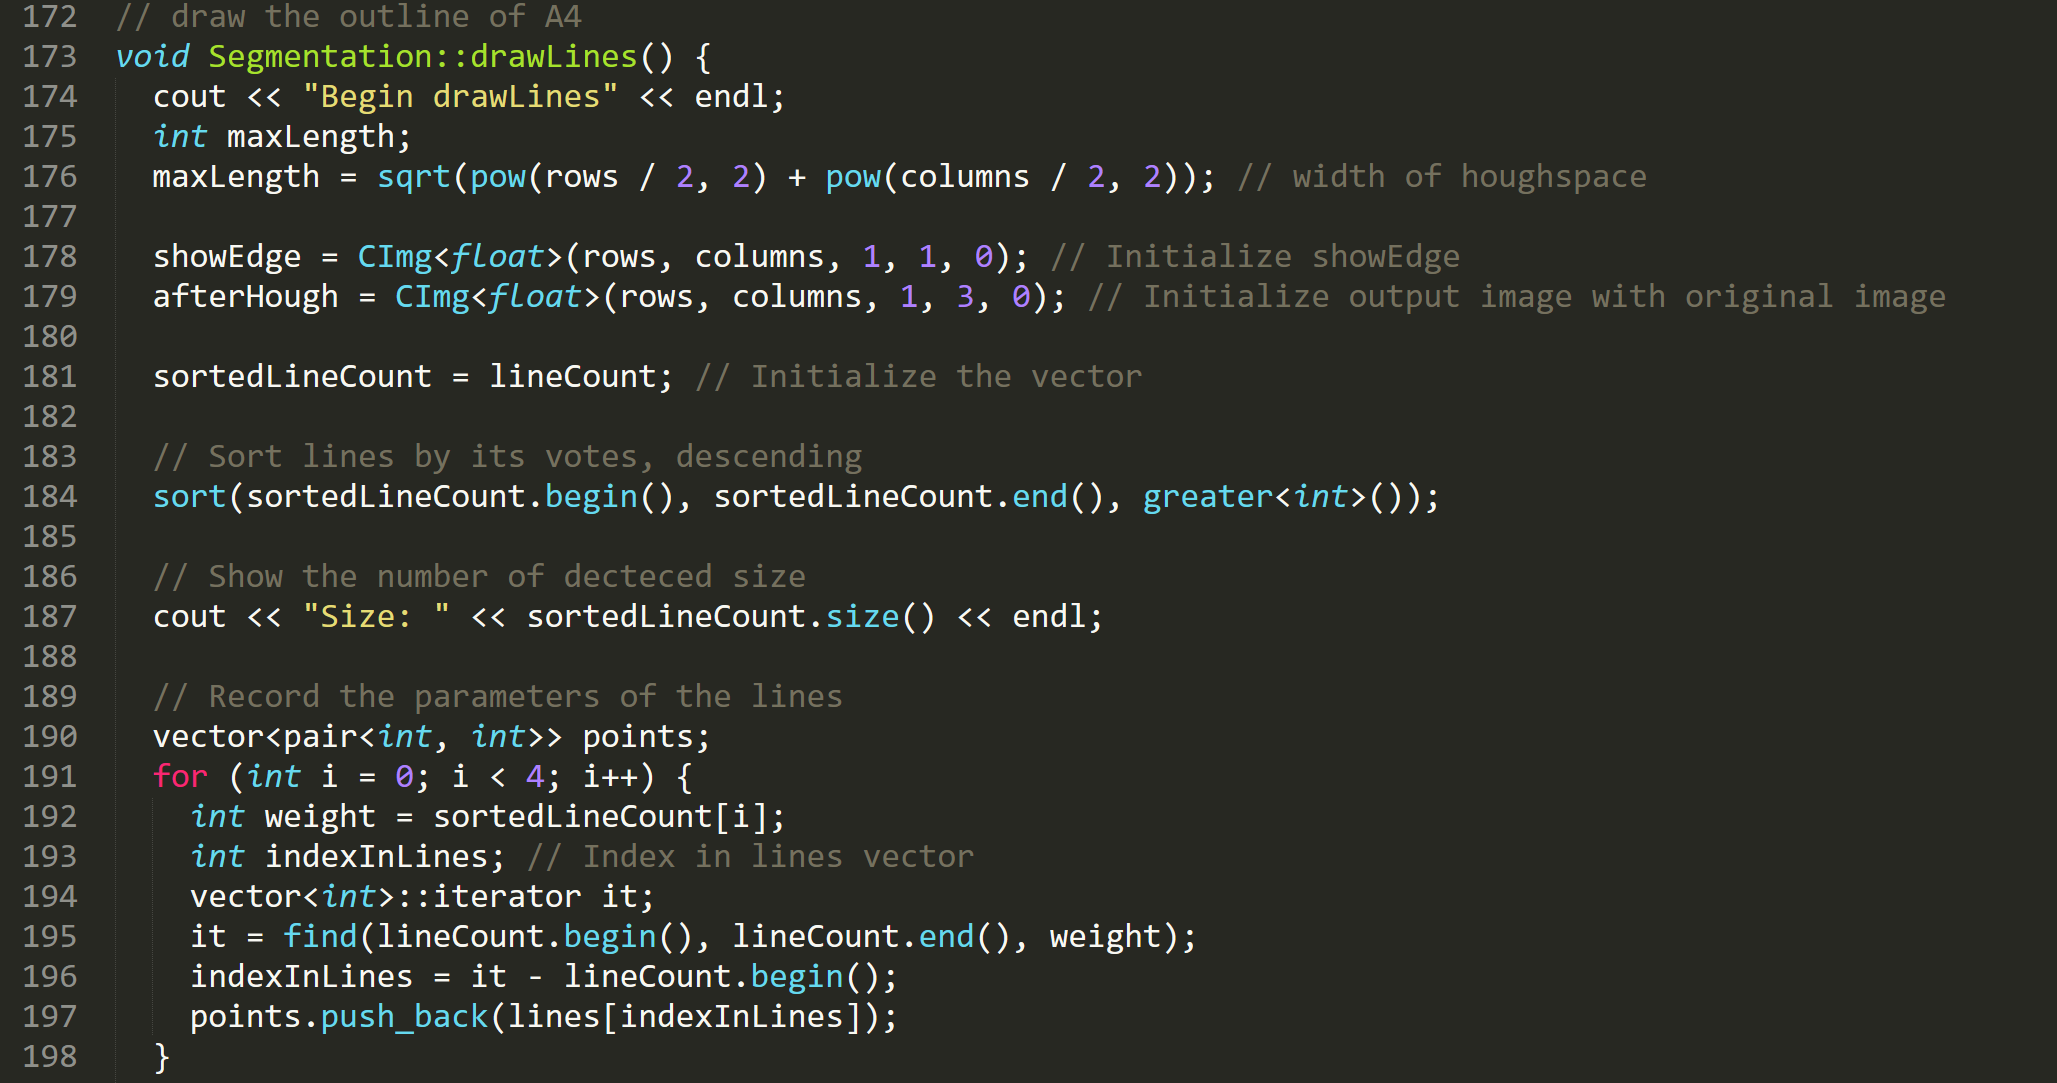 172 // draw the outline of A4
173 void Segmentation::drawLines() {
174   cout << "Begin drawLines" << endl;
175   int maxLength;
176   maxLength = sqrt(pow(rows / 2, 2) + pow(columns / 2, 2)); // width of houghspace
177
178   showEdge = CImg<float>(rows, columns, 1, 1, 0); // Initialize showEdge
179   afterHough = CImg<float>(rows, columns, 1, 3, 0); // Initialize output image with original image
180
181   sortedLineCount = lineCount; // Initialize the vector
182
183   // Sort lines by its votes, descending
184   sort(sortedLineCount.begin(), sortedLineCount.end(), greater<int>());
185
186   // Show the number of decteced size
187   cout << "Size: " << sortedLineCount.size() << endl;
188
189   // Record the parameters of the lines
190   vector<pair<int, int>> points;
191   for (int i = 0; i < 4; i++) {
192     int weight = sortedLineCount[i];
193     int indexInLines; // Index in lines vector
194     vector<int>::iterator it;
195     it = find(lineCount.begin(), lineCount.end(), weight);
196     indexInLines = it - lineCount.begin();
197     points.push_back(lines[indexInLines]);
198   }